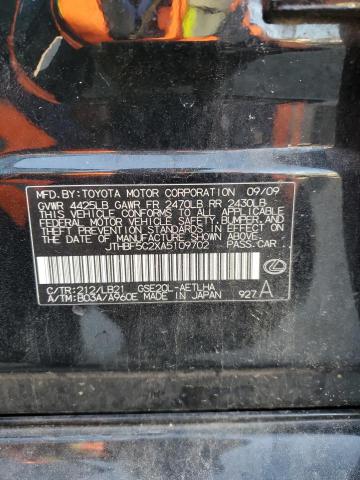 MFD. BY: TOYOTA MOTOR CORPORATION 09/09
GVWR 4425LB GAWR FR 2470LB RR 2430LB
THIS VEHICLE CONFORMS TO ALL APPLICABLE
FEDERAL MOTOR VEHICLE SAFETY, BUMPER, AND
THEFT PREVENTION STANDARDS IN EFFECT ON
THE DATE OF MANUFACTURE SHOWN ABOVE.
JTHBF5C2XA5109702 PASS. CAR
C/TR: 212/LB21 GSE20L-AETLHA
A/TM: B03A/A960E MADE IN JAPAN 927 A